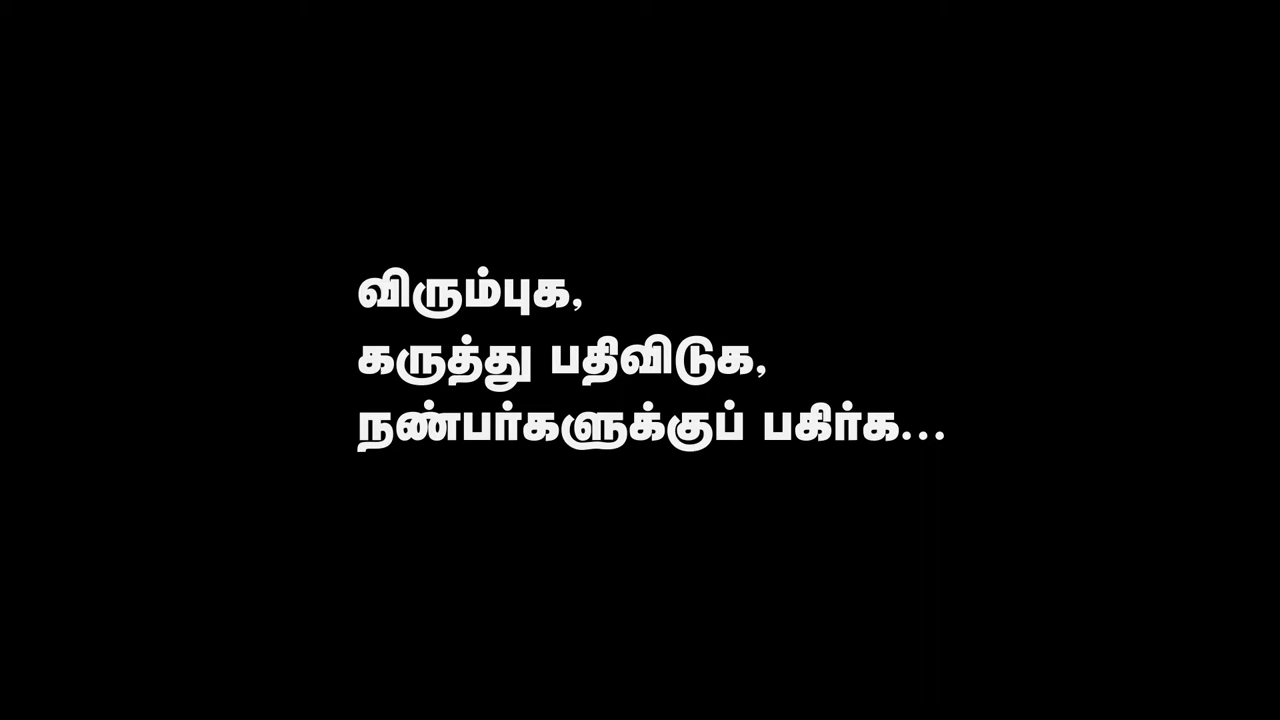 விரும்புக,
கருத்து பதிவிடுக,
நண்பர்களுக்குப் பகிர்க...